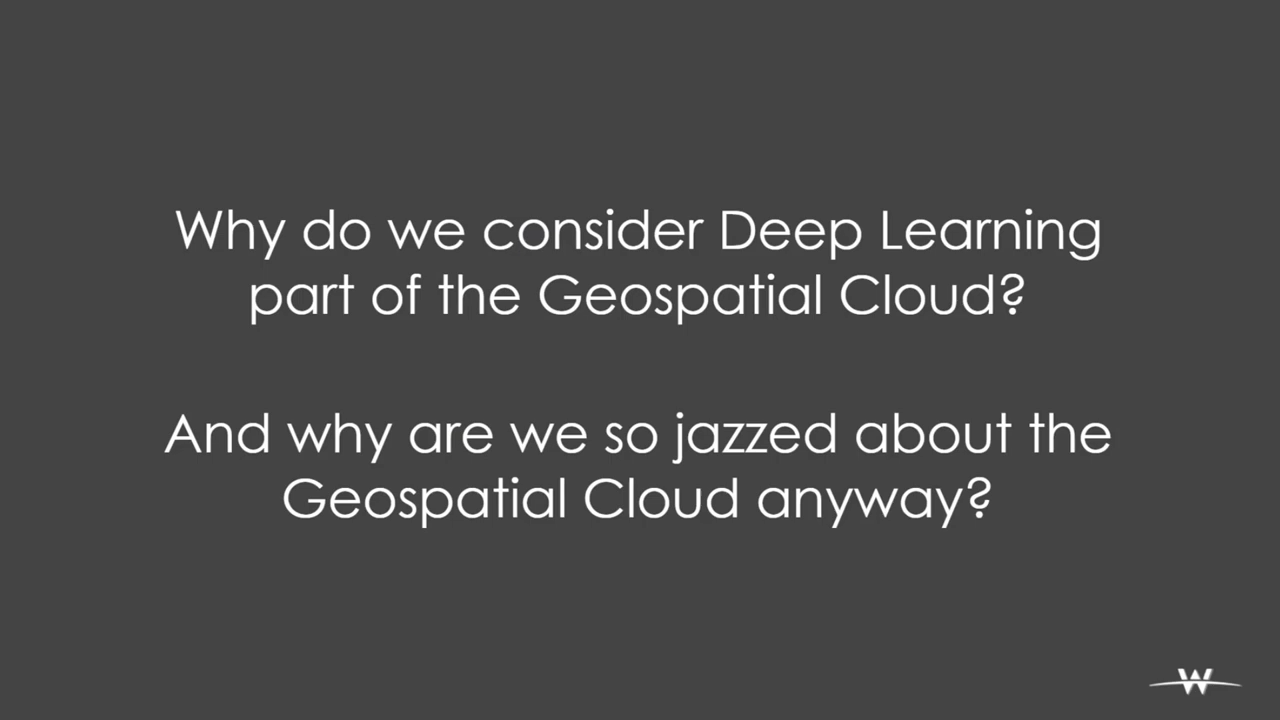 Why do we consider Deep Learning
part of the Geospatial Cloud?
And why are we so jazzed about the
Geospatial Cloud anyway?
W